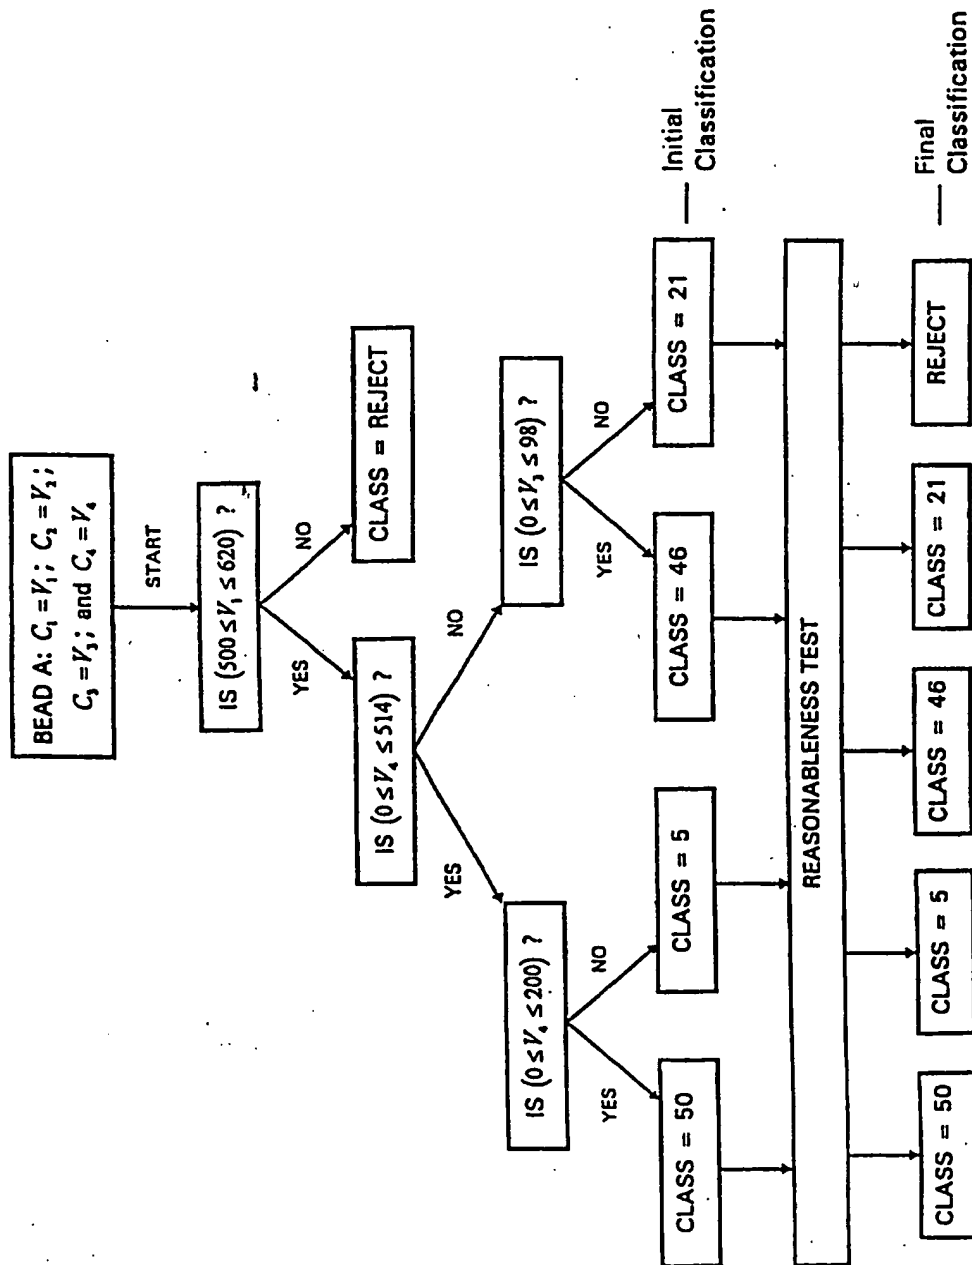 BEAD A: C₁ = V₁ ; C₂ = V₂ ;
C₃ = V₃ ; and C₄ = V₄
START
IS (500 ≤ V₁ ≤ 620) ?
YES
NO
IS (0 ≤ V₄ ≤ 514) ?
CLASS = REJECT
YES
NO
IS (0 ≤ V₄ ≤ 200) ?
IS (0 ≤ V₃ ≤ 98) ?
YES
NO
YES
NO
CLASS = 50
CLASS = 5
CLASS = 46
CLASS = 21
Initial
Classification
REASONABLENESS TEST
CLASS = 50
CLASS = 5
CLASS = 46
CLASS = 21
REJECT
Final
Classification